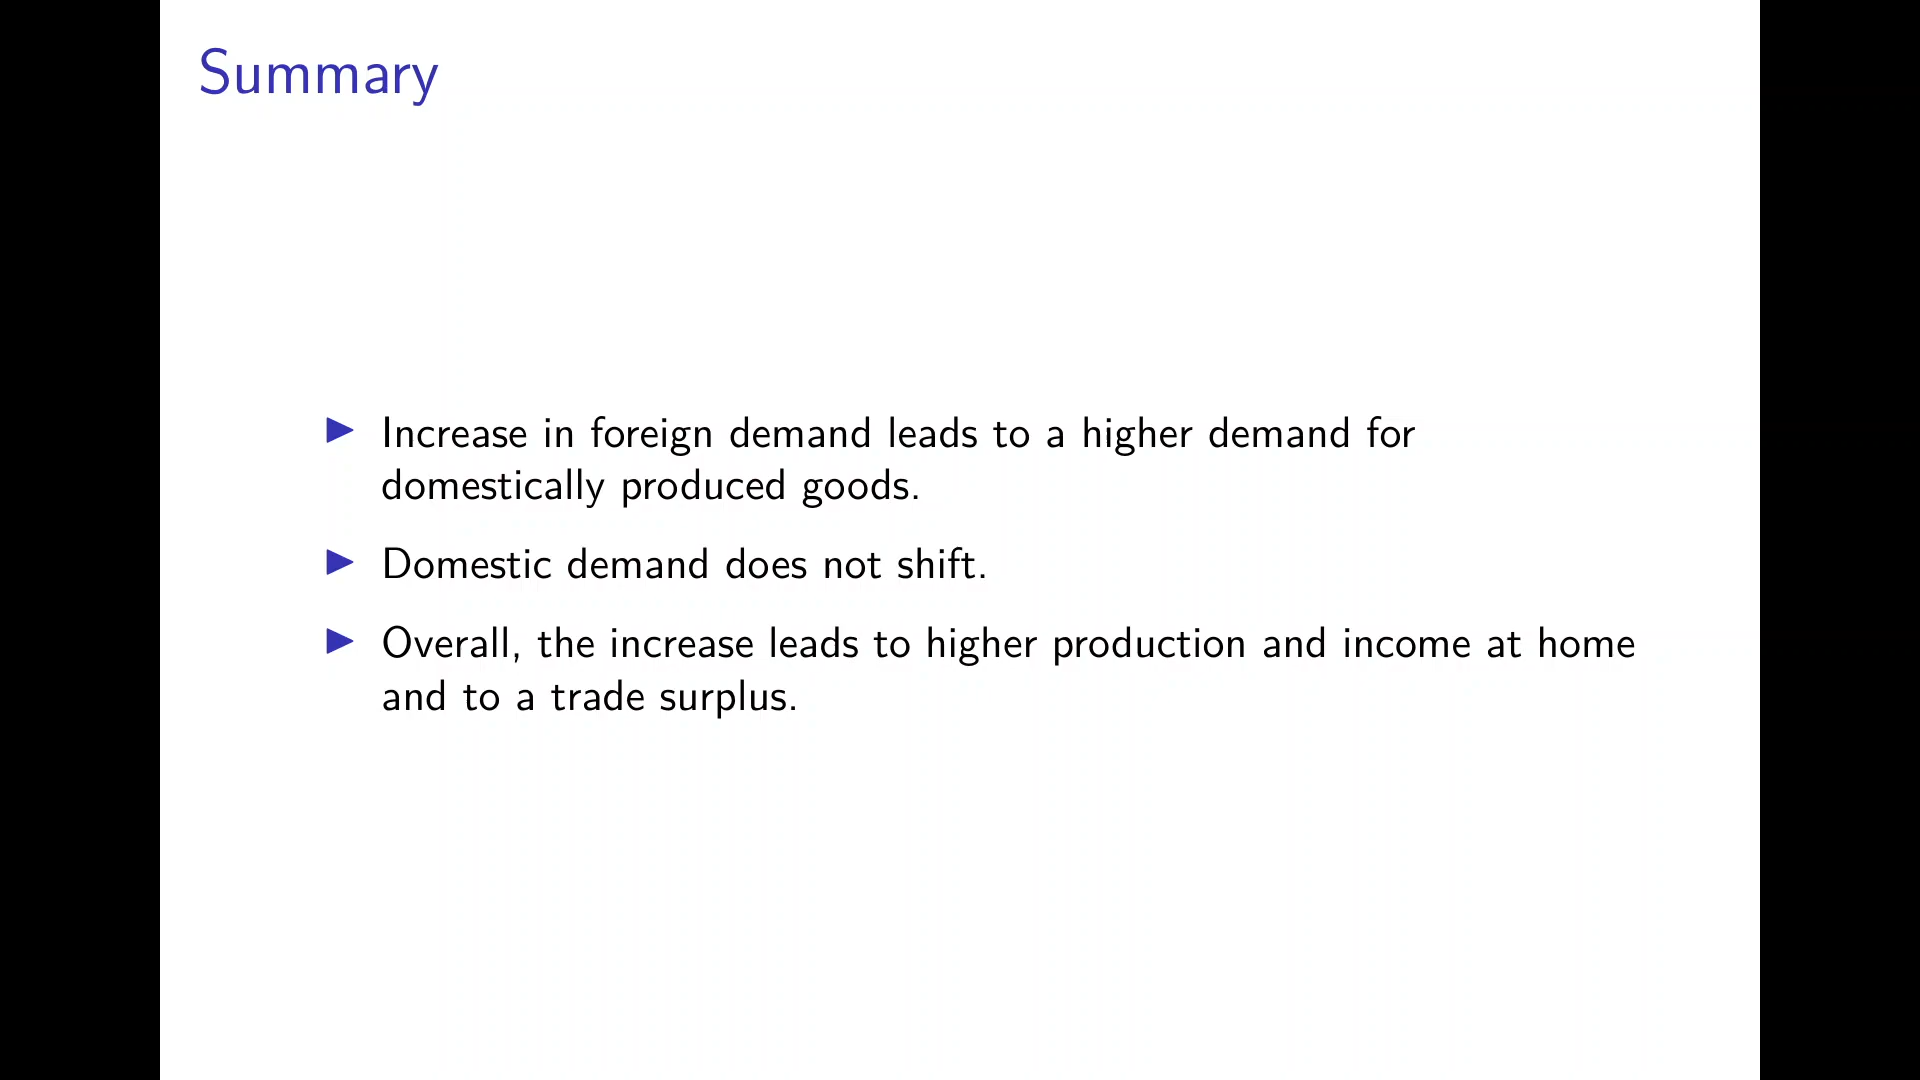 Summary
Increase in foreign demand leads to a higher demand for
domestically produced goods.
Domestic demand does not shift.
Overall, the increase leads to higher production and income at home
and to a trade surplus.